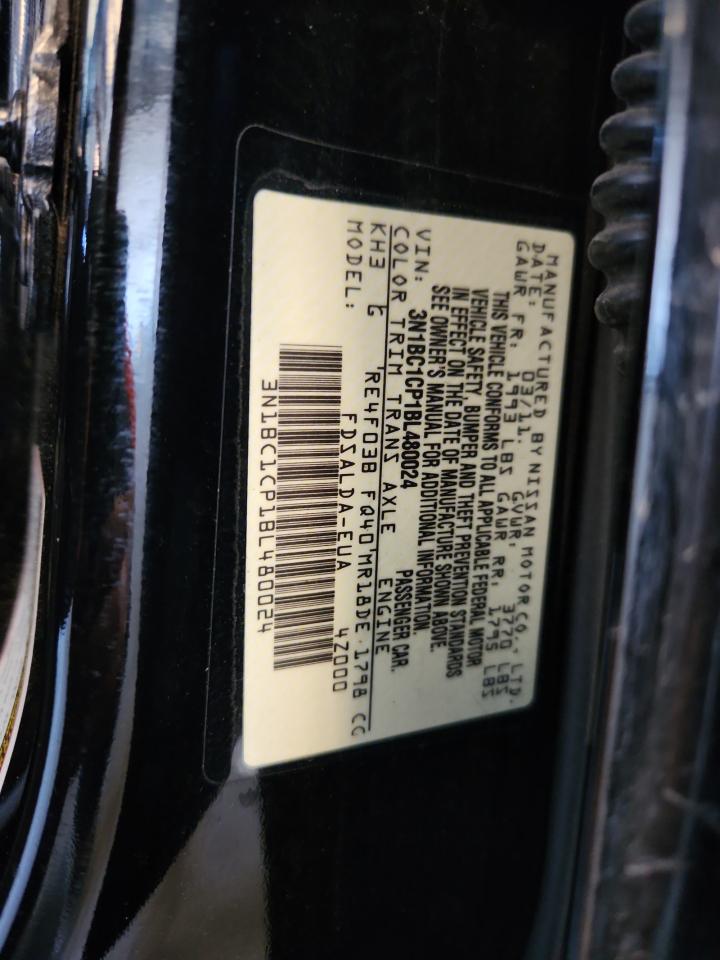 MANUFACTURED BY NISSAN MOTOR CO., LTD.
DATE: 03/11. GVWR: 3770 LBS
GAWR FR: 1993 LBS GAWR RR: 1795 LBS
THIS VEHICLE CONFORMS TO ALL APPLICABLE FEDERAL MOTOR
VEHICLE SAFETY, BUMPER AND THEFT PREVENTION STANDARDS
IN EFFECT ON THE DATE OF MANUFACTURE SHOWN ABOVE.
SEE OWNER'S MANUAL FOR ADDITIONAL INFORMATION.
VIN: 3N1BC1CP1BL480024 PASSENGER CAR.
COLOR TRIM TRANS AXLE ENGINE
KH3 G RE4F03B FQ40 MR18DE 1798 CC
MODEL: FDSALDA-EUA 4Z000
3N1BC1CP1BL480024